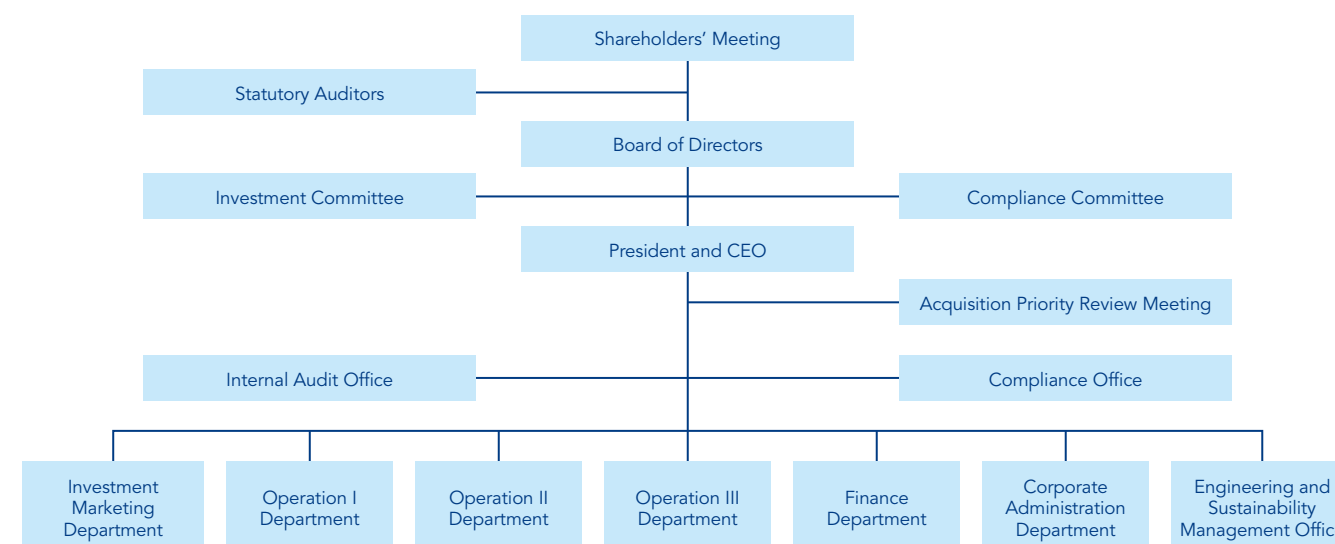 Shareholders’ Meeting
Statutory Auditors
Board of Directors
Investment Committee
Compliance Committee
President and CEO
Acquisition Priority Review Meeting
Internal Audit Office
Compliance Office
Investment
Marketing
Department
Operation I
Department
Operation II
Department
Operation III
Department
Finance
Department
Corporate
Administration
Department
Engineering and
Sustainability
Management Offic